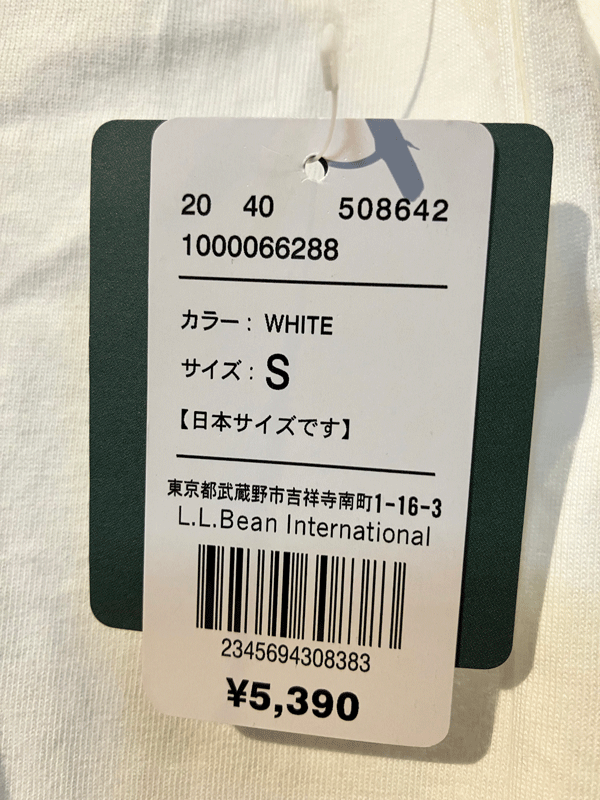 20 40 508642
1000066288
カラー: WHITE
サイズ: S
【日本サイズです】
東京都武蔵野市吉祥寺南町1-16-3
L.L.Bean International
2345694308383
¥5,390